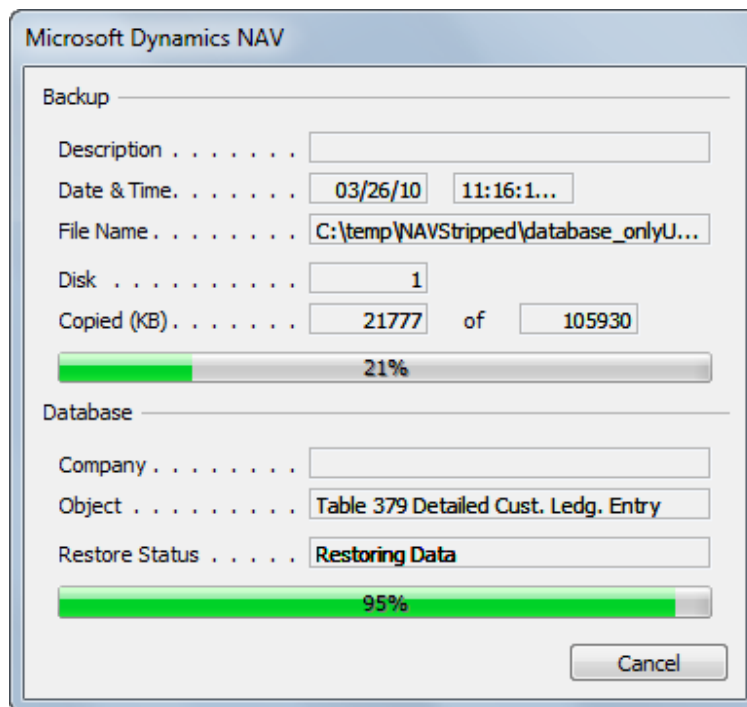 Microsoft Dynamics NAV
Backup
Description . . . . . . .
Date & Time. . . . . . . 03/26/10 11:16:1...
File Name . . . . . . . . C:\temp\NAVStripped\database_onlyU...
Disk . . . . . . . . . . 1
Copied (KB) . . . . . . . 21777 of 105930
21%
Database
Company . . . . . . . .
Object . . . . . . . . . Table 379 Detailed Cust. Ledg. Entry
Restore Status . . . . . Restoring Data
95%
Cancel